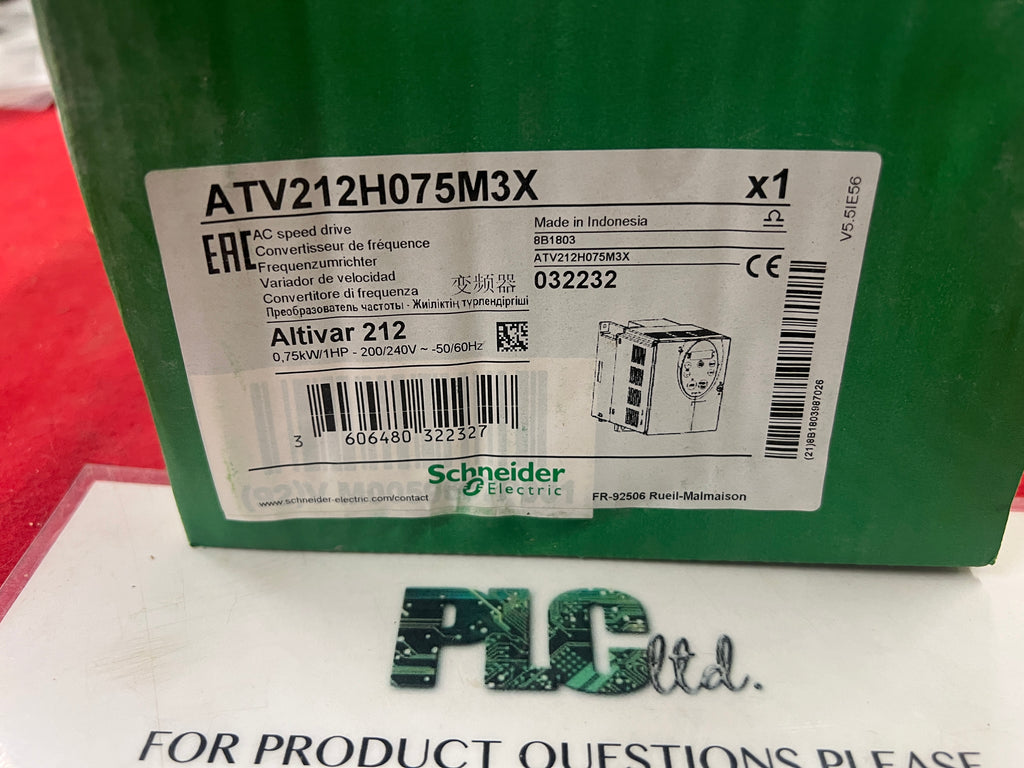 ATV212H075M3X
x1
AC speed drive
Convertisseur de fréquence
Frequenzumrichter
Variador de velocidad
Convertitore di frequenza
变频器
Преобразователь частоты - Жиіліктің түрлендіргіші
Made in Indonesia
8B1803
ATV212H075M3X
032232
EAC
CE
V5.5IE56
Altivar 212
0,75kW/1HP - 200/240V ~ -50/60Hz
3 606480 322327
(21)8B1803987026
Schneider
Electric
www.schneider-electric.com/contact
FR-92506 Rueil-Malmaison
PLC ltd.
FOR PRODUCT QUESTIONS PLEASE